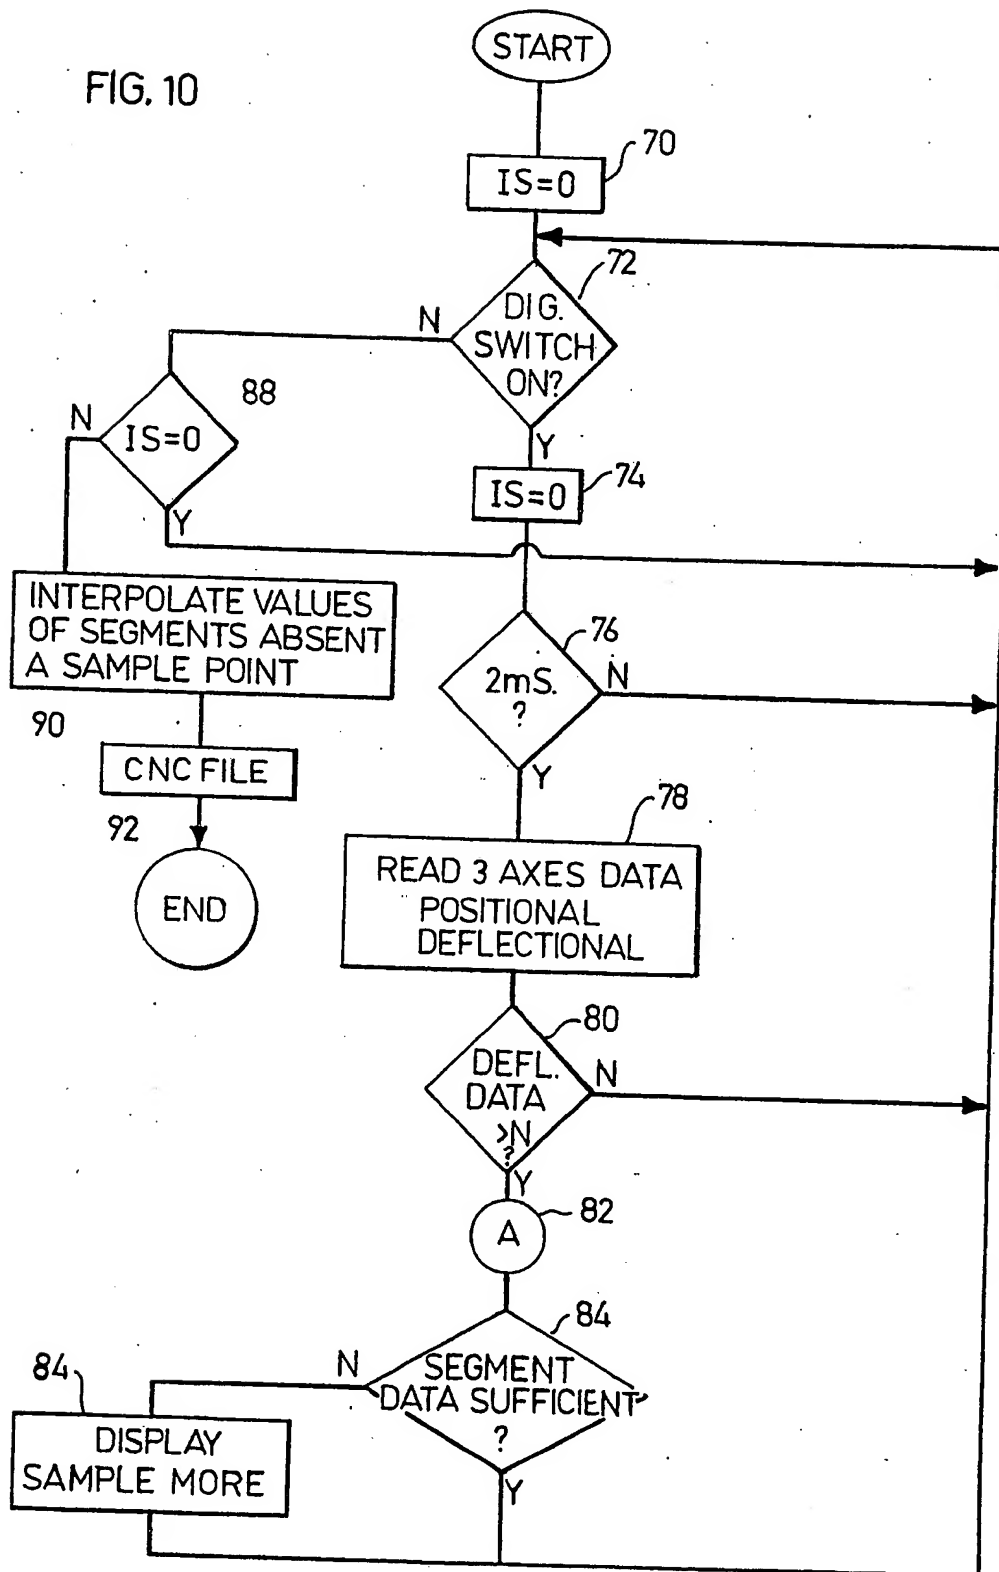 START
FIG. 10
70
IS=0
72
DIG.
SWITCH
ON?
N
Y
88
IS=0
N
Y
74
IS=0
INTERPOLATE VALUES
OF SEGMENTS ABSENT
A SAMPLE POINT
90
76
2mS.
?
N
Y
CNC FILE
92
END
78
READ 3 AXES DATA
POSITIONAL
DEFLECTIONAL
80
DEFL.
DATA
>N
?
N
Y
A
82
84
SEGMENT
DATA SUFFICIENT
?
N
Y
84
DISPLAY
SAMPLE MORE